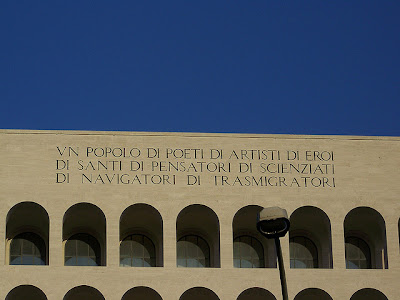 VN POPOLO DI POETI DI ARTISTI DI EROI
DI SANTI DI PENSATORI DI SCIENZIATI
DI NAVIGATORI DI TRASMIGRATORI